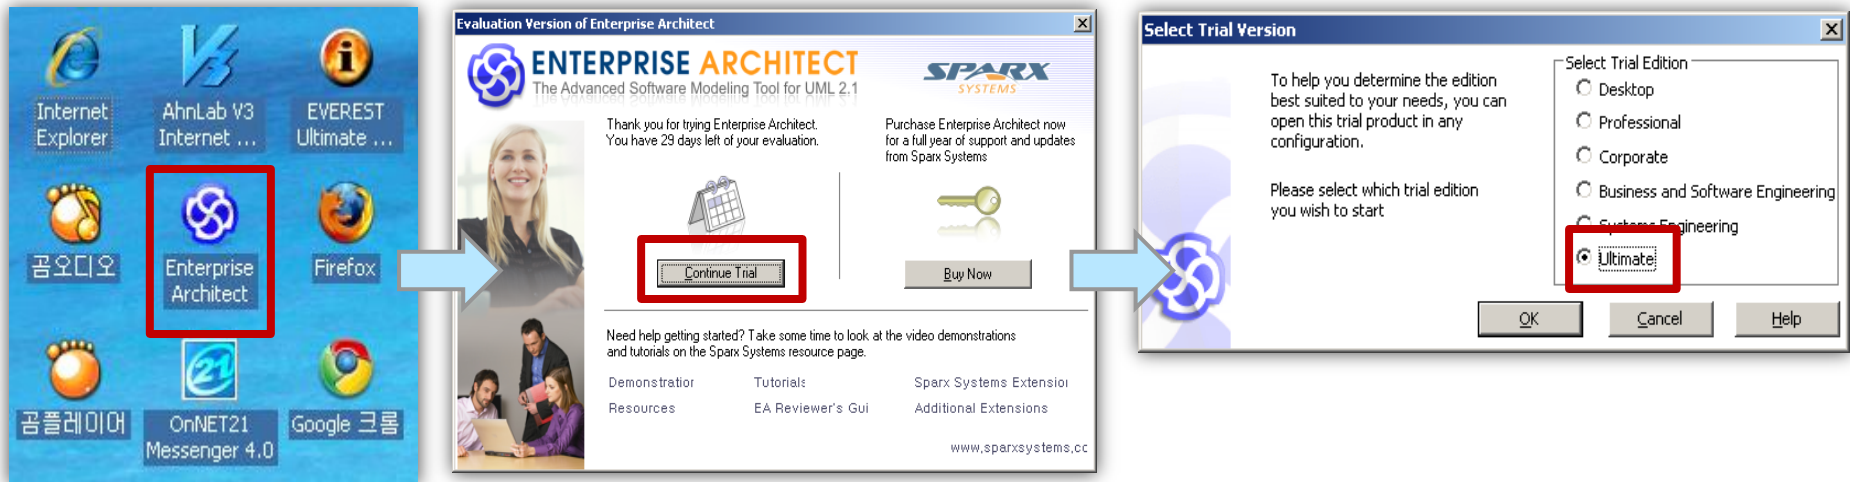 Internet
Explorer
AhnLab V3
Internet ...
EVEREST
Ultimate ...
곰오디오
Enterprise
Architect
Firefox
곰플레이어
OnNET21
Messenger 4.0
Google 크롬
Evaluation Version of Enterprise Architect
ENTERPRISE ARCHITECT
The Advanced Software Modeling Tool for UML 2.1
SPARX
SYSTEMS
Thank you for trying Enterprise Architect.
You have 29 days left of your evaluation.
Purchase Enterprise Architect now
for a full year of support and updates
from Sparx Systems
Continue Trial
Buy Now
Need help getting started? Take some time to look at the video demonstrations
and tutorials on the Sparx Systems resource page.
Demonstration
Tutorials
Sparx Systems Extension
Resources
EA Reviewer's Gui
Additional Extensions
www.sparxsystems.cc
Select Trial Version
To help you determine the edition
best suited to your needs, you can
open this trial product in any
configuration.
Please select which trial edition
you wish to start
Select Trial Edition
Desktop
Professional
Corporate
Business and Software Engineering
Systems Engineering
Ultimate
OK
Cancel
Help